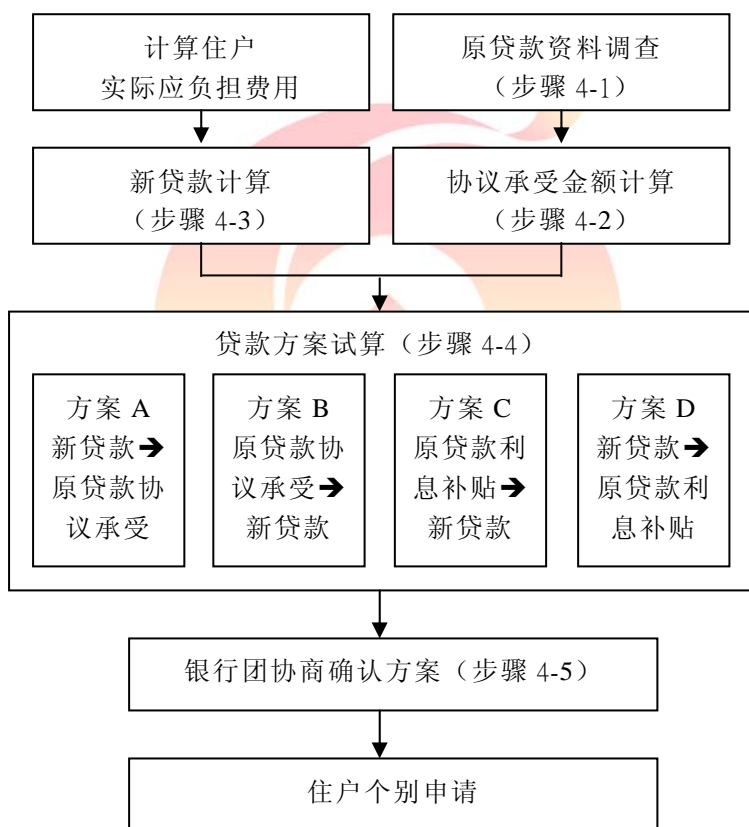 计算住户
实际应负担费用
原贷款资料调查
（步骤 4-1）
新贷款计算
（步骤 4-3）
协议承受金额计算
（步骤 4-2）
贷款方案试算（步骤 4-4）
方案 A
新贷款➔
原贷款协
议承受
方案 B
原贷款协
议承受➔
新贷款
方案 C
原贷款利
息补贴➔
新贷款
方案 D
新贷款➔
原贷款利
息补贴
银行团协商确认方案（步骤 4-5）
住户个别申请